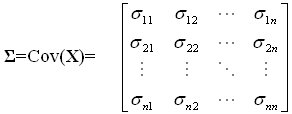 Σ=Cov(X)=
σ₁₁ σ₁₂ ⋯ σ₁ₙ
σ₂₁ σ₂₂ ⋯ σ₂ₙ
⋮ ⋮ ⋱ ⋮
σₙ₁ σₙ₂ ⋯ σₙₙ